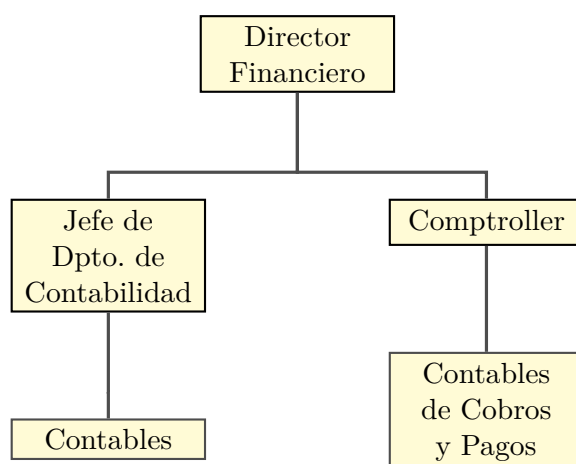 Director
Financiero
Jefe de
Dpto. de
Contabilidad
Comptroller
Contables
Contables
de Cobros
y Pagos